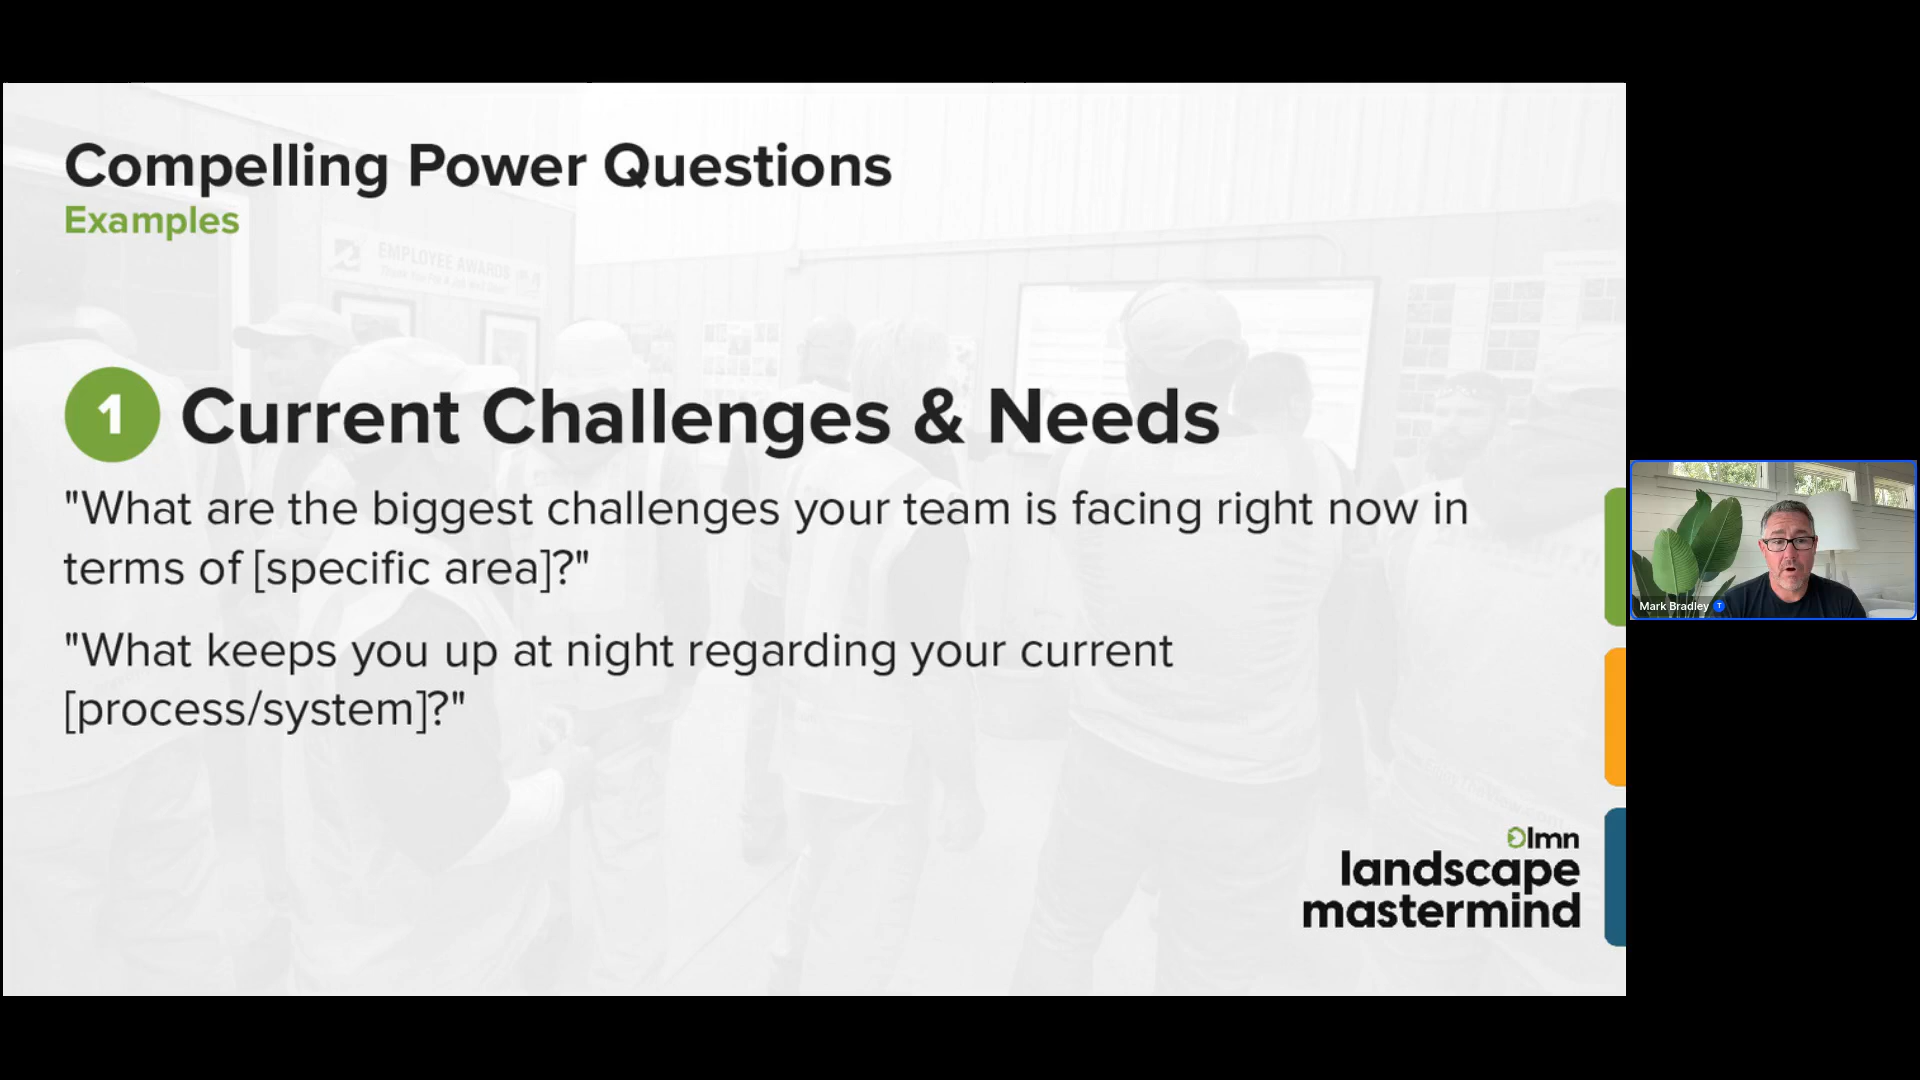 Compelling Power Questions
Examples
EMPLOYEE AWARDS
1 Current Challenges & Needs
"What are the biggest challenges your team is facing right now in
terms of [specific area]?"
"What keeps you up at night regarding your current
[process/system]?"
lmn
landscape
mastermind
Mark Bradley